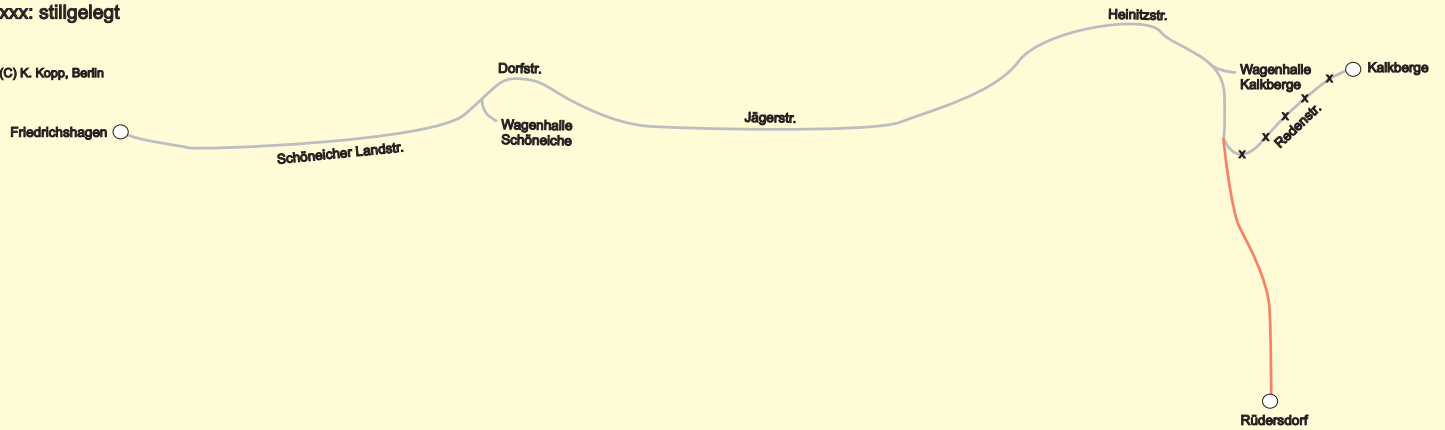 xxx: stillgelegt
(C) K. Kopp, Berlin
Friedrichshagen
Schöneicher Landstr.
Dorfstr.
Wagenhalle
Schöneiche
Jägerstr.
Heinitzstr.
Wagenhalle
Kalkberge
Kalkberge
x
x
x
x
x
Redenstr.
Rüdersdorf